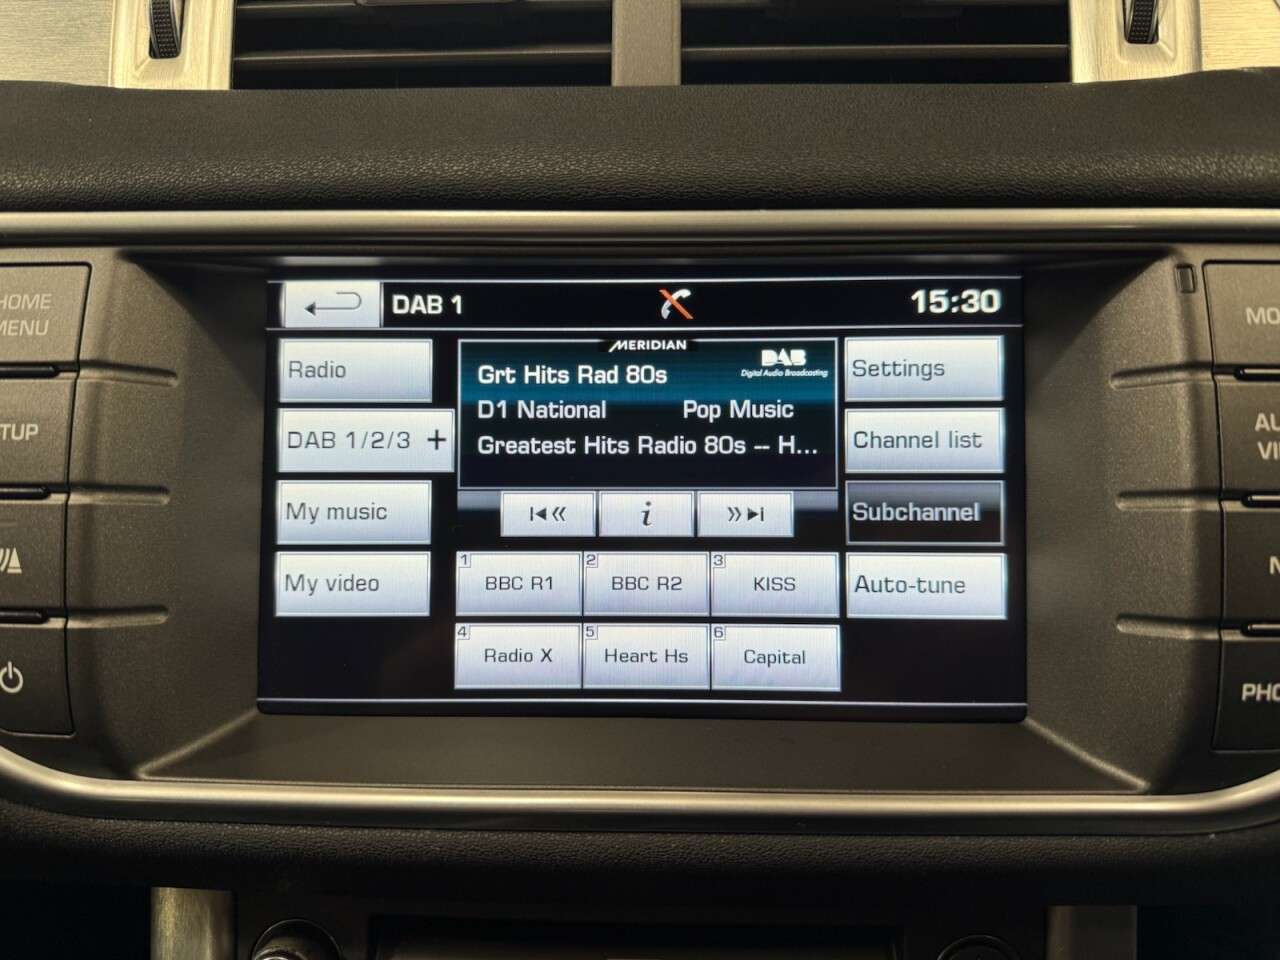 DAB 1
15:30
HOME
MENU
Radio
MERIDIAN
DAB
Digital Audio Broadcasting
Grt Hits Rad 80s
D1 National Pop Music
Greatest Hits Radio 80s -- H...
Settings
DAB 1/2/3 +
Channel list
My music
i
Subchannel
My video
1 BBC R1
2 BBC R2
3 KISS
Auto-tune
4 Radio X
5 Heart Hs
6 Capital